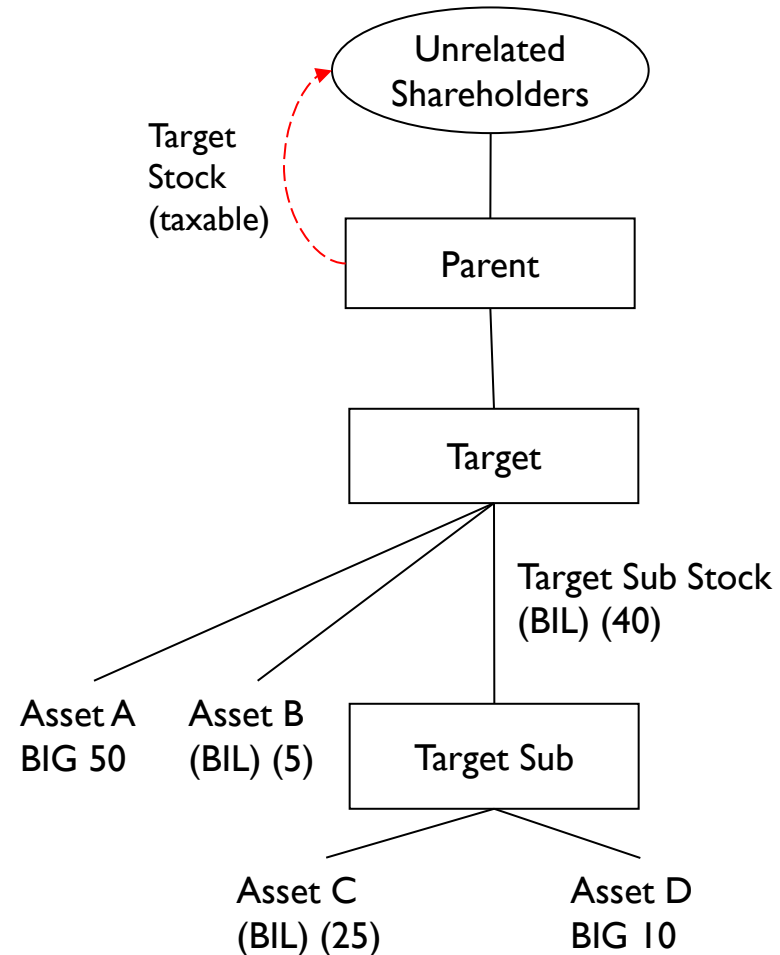 Unrelated
Shareholders
Target
Stock
(taxable)
Parent
Target
Target Sub Stock
(BIL) (40)
Asset A
BIG 50
Asset B
(BIL) (5)
Target Sub
Asset C
(BIL) (25)
Asset D
BIG 10